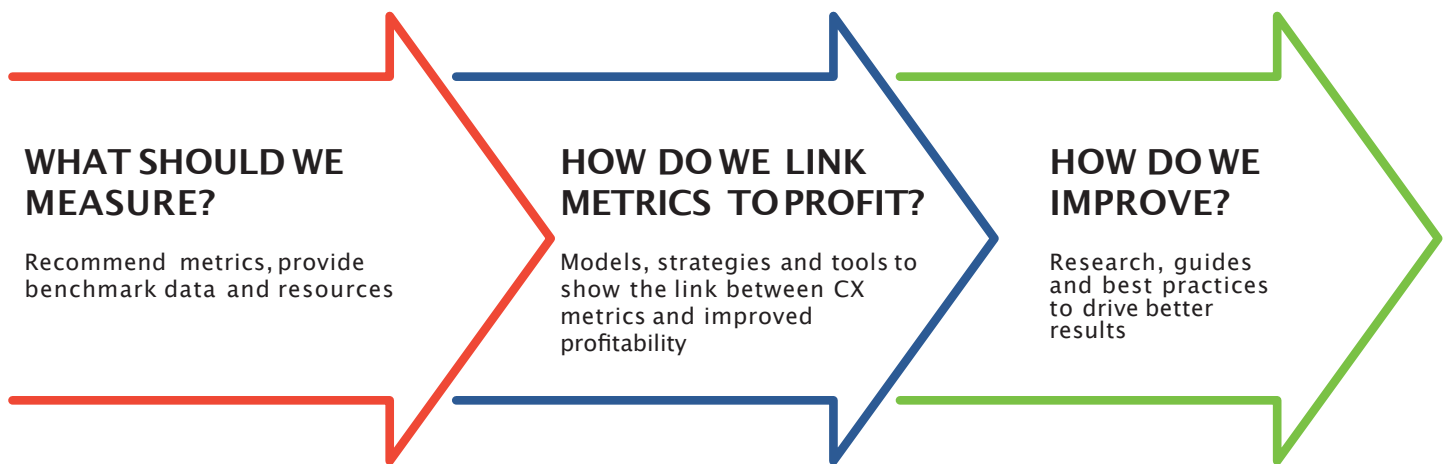 WHAT SHOULD WE
MEASURE?
Recommend metrics, provide
benchmark data and resources
HOW DO WE LINK
METRICS TO PROFIT?
Models, strategies and tools to
show the link between CX
metrics and improved
profitability
HOW DO WE
IMPROVE?
Research, guides
and best practices
to drive better
results